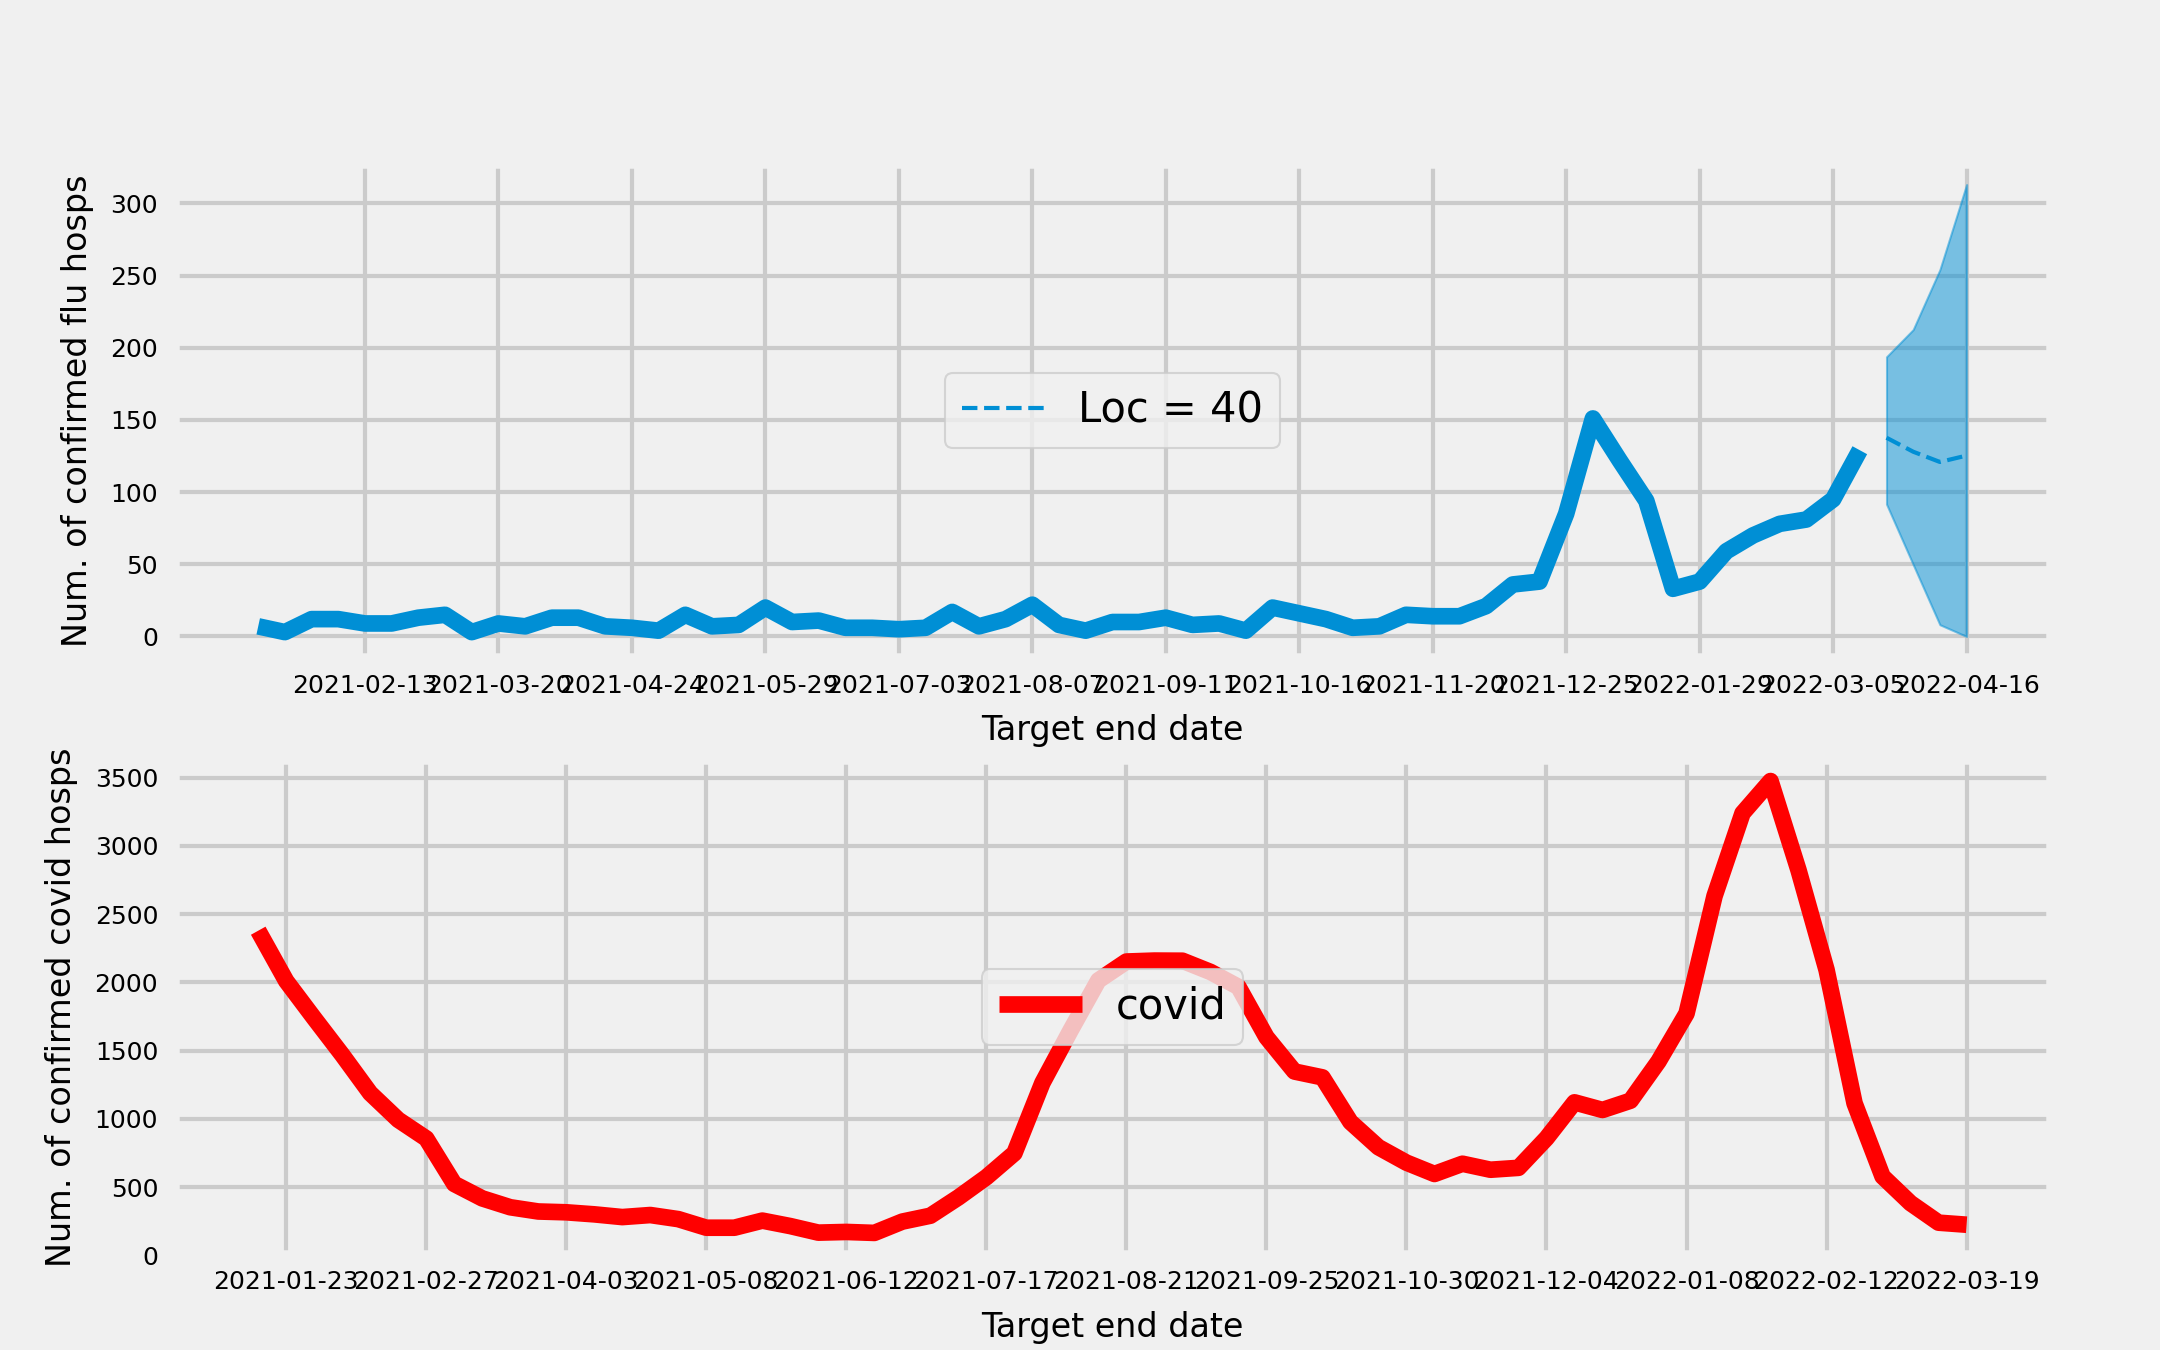 Num. of confirmed flu hosps
300
250
200
150
100
50
0
Loc = 40
2021-02-13 2021-03-20 2021-04-24 2021-05-29 2021-07-03 2021-08-07 2021-09-11 2021-10-16 2021-11-20 2021-12-25 2022-01-29 2022-03-05 2022-04-16
Target end date
Num. of confirmed covid hosps
3500
3000
2500
2000
1500
1000
500
0
covid
2021-01-23 2021-02-27 2021-04-03 2021-05-08 2021-06-12 2021-07-17 2021-08-21 2021-09-25 2021-10-30 2021-12-04 2022-01-08 2022-02-12 2022-03-19
Target end date